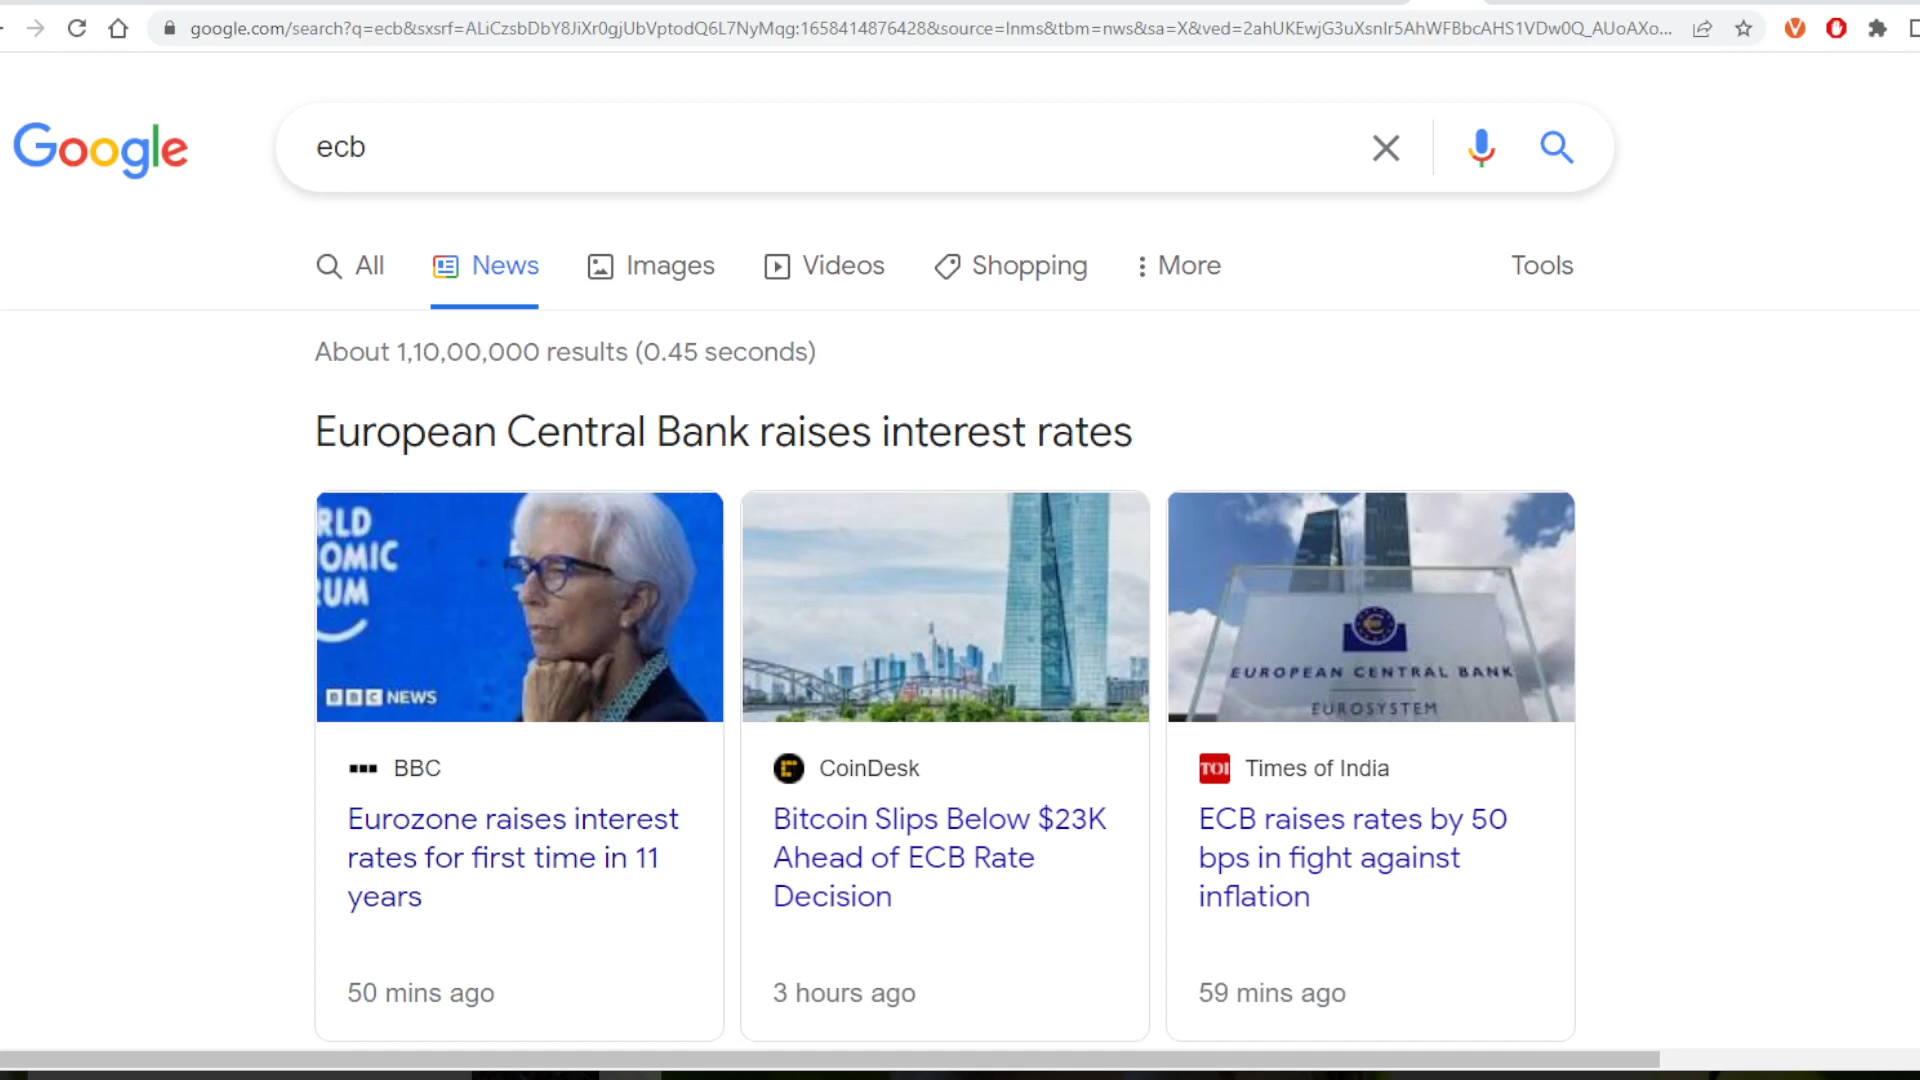 google.com/search?q=ecb&sxsrf=ALiCzsbDbY8JiXr0gjUbVptodQ6L7NyMqg:1658414876428&source=lnms&tbm=nws&sa=X&ved=2ahUKEwjG3uXsnIr5AhWFBbcAHS1VDw0Q_AUoAXo...
Google
ecb
All News Images Videos Shopping More Tools
About 1,10,00,000 results (0.45 seconds)
European Central Bank raises interest rates
RLD
OMIC
UM
BBC NEWS
EUROPEAN CENTRAL BANK
EUROSYSTEM
BBC
Eurozone raises interest
rates for first time in 11
years
50 mins ago
CoinDesk
Bitcoin Slips Below $23K
Ahead of ECB Rate
Decision
3 hours ago
TOI Times of India
ECB raises rates by 50
bps in fight against
inflation
59 mins ago